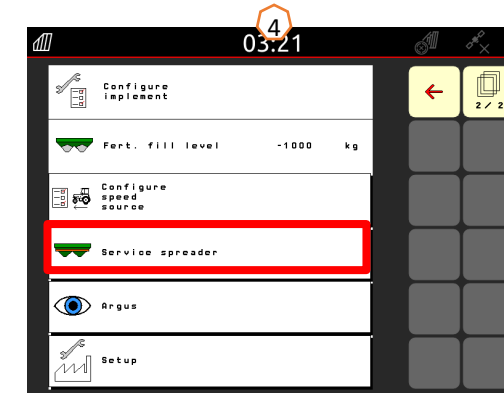 4
03:21
Configure
implement
2 / 2
Fert. fill level -1000 kg
Configure
speed
source
Service spreader
Argus
Setup